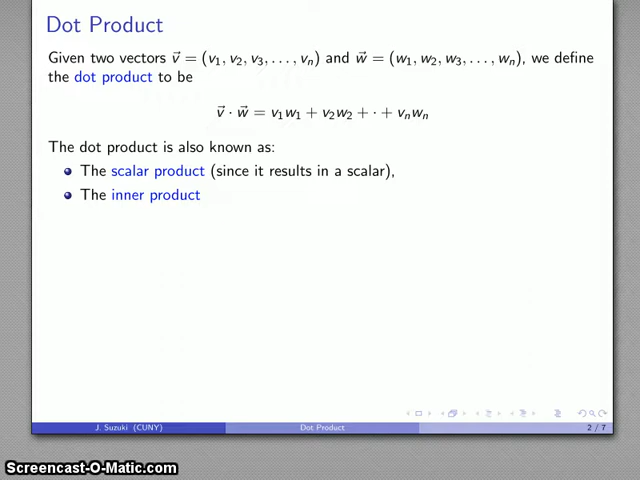 Dot Product
Given two vectors v⃗ = (v₁, v₂, v₃, . . . , vₙ) and w⃗ = (w₁, w₂, w₃, . . . , wₙ), we define
the dot product to be
v⃗ · w⃗ = v₁w₁ + v₂w₂ + · + vₙwₙ
The dot product is also known as:
The scalar product (since it results in a scalar),
The inner product
J. Suzuki (CUNY) Dot Product 2 / 7
Screencast-O-Matic.com